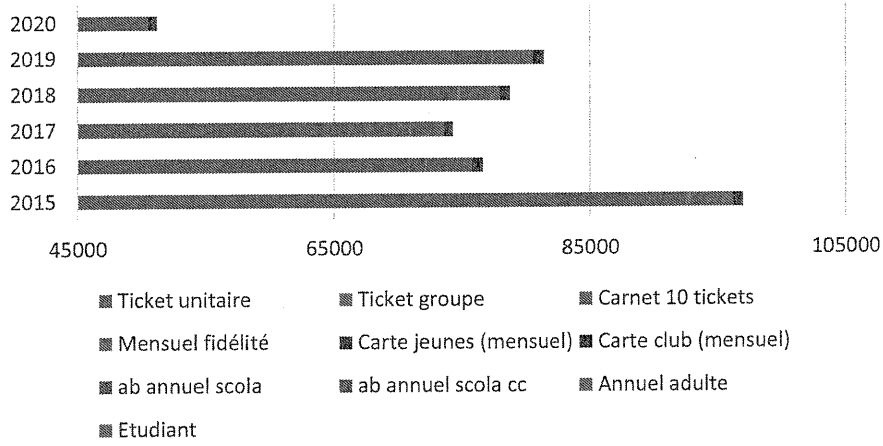 2020
2019
2018
2017
2016
2015
45000 65000 85000 105000
Ticket unitaire Ticket groupe Carnet 10 tickets
Mensuel fidélité Carte jeunes (mensuel) Carte club (mensuel)
ab annuel scola ab annuel scola cc Annuel adulte
Etudiant